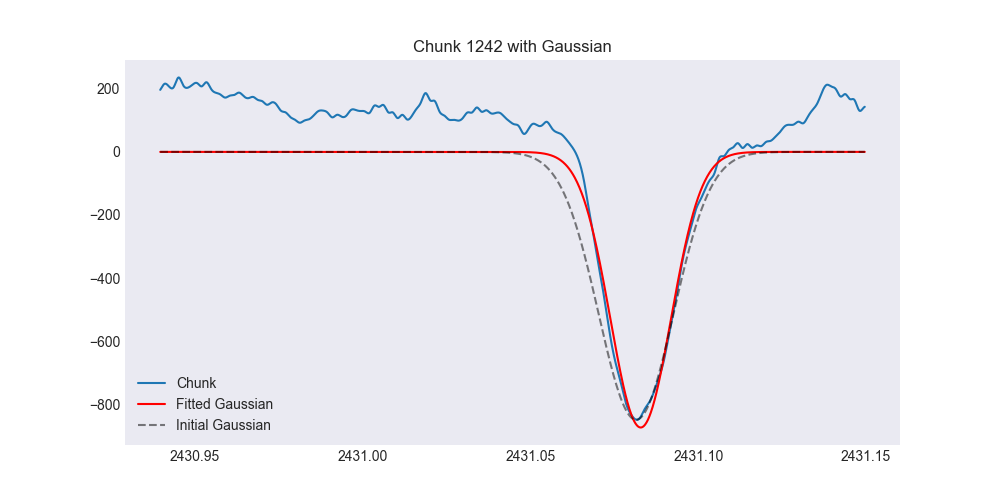 Chunk 1242 with Gaussian
200
0
−200
−400
−600
−800
Chunk
Fitted Gaussian
Initial Gaussian
2430.95 2431.00 2431.05 2431.10 2431.15